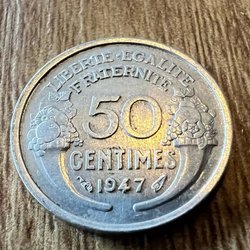 LIBERTE·EGALITE
FRATERNITE
50
CENTIMES
1947